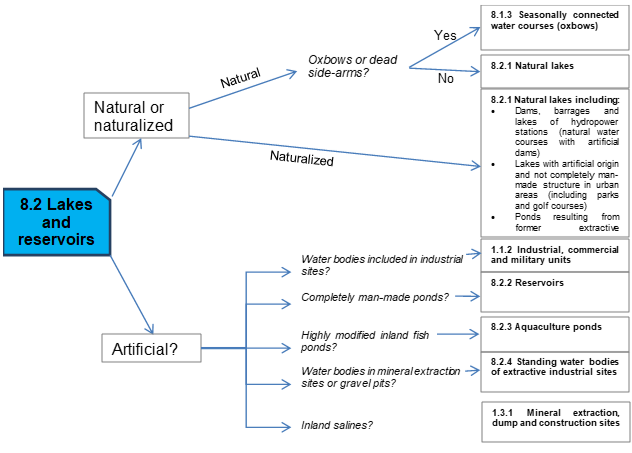 8.2 Lakes
and
reservoirs
Natural or
naturalized
Natural
Naturalized
Oxbows or dead
side-arms?
Yes
No
8.1.3 Seasonally connected
water courses (oxbows)
8.2.1 Natural lakes
8.2.1 Natural lakes including:
• Dams, barrages and
lakes of hydropower
stations (natural water
courses with artificial
dams)
• Lakes with artificial origin
and not completely man-
made structure in urban
areas (including parks
and golf courses)
• Ponds resulting from
former extractive
Artificial?
Water bodies included in industrial
sites?
1.1.2 Industrial, commercial
and military units
Completely man-made ponds?
8.2.2 Reservoirs
Highly modified inland fish
ponds?
8.2.3 Aquaculture ponds
Water bodies in mineral extraction
sites or gravel pits?
8.2.4 Standing water bodies
of extractive industrial sites
Inland salines?
1.3.1 Mineral extraction,
dump and construction sites